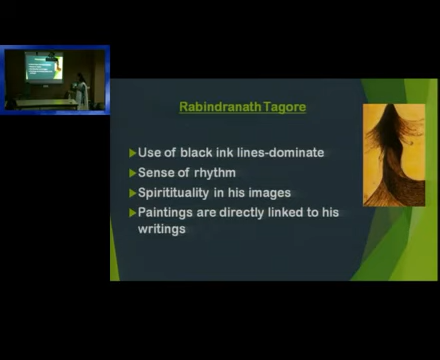 Rabindranath Tagore
Use of black ink lines-dominate
Sense of rhythm
Spiritituality in his images
Paintings are directly linked to his
writings